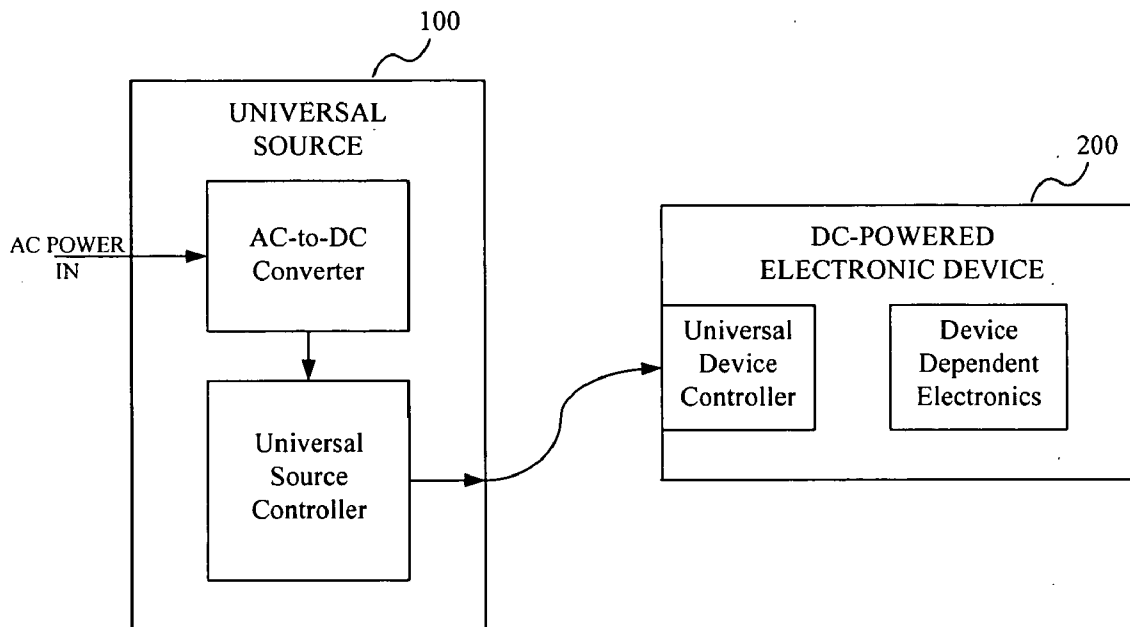 100
UNIVERSAL
SOURCE
AC-to-DC
Converter
AC POWER
IN
Universal
Source
Controller
200
DC-POWERED
ELECTRONIC DEVICE
Universal
Device
Controller
Device
Dependent
Electronics